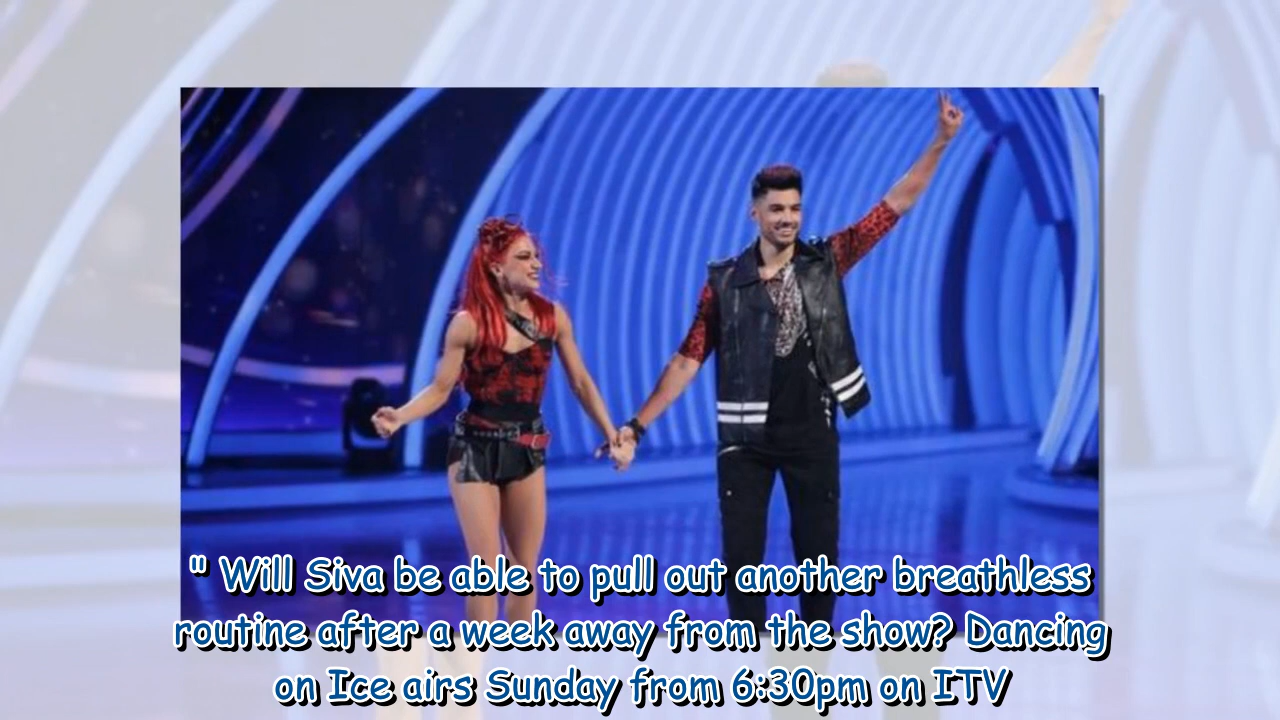 " Will Siva be able to pull out another breathless
routine after a week away from the show? Dancing
on Ice airs Sunday from 6:30pm on ITV